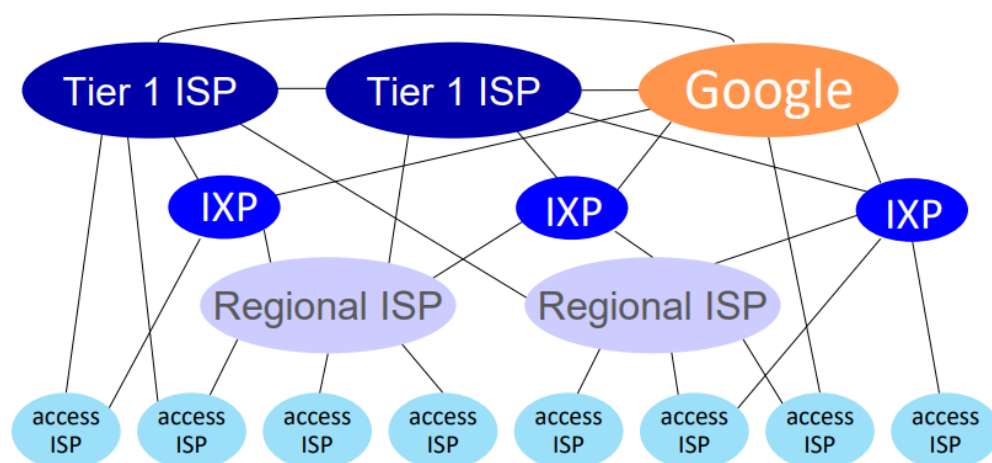 Tier 1 ISP
Tier 1 ISP
Google
IXP
IXP
IXP
Regional ISP
Regional ISP
access
ISP
access
ISP
access
ISP
access
ISP
access
ISP
access
ISP
access
ISP
access
ISP